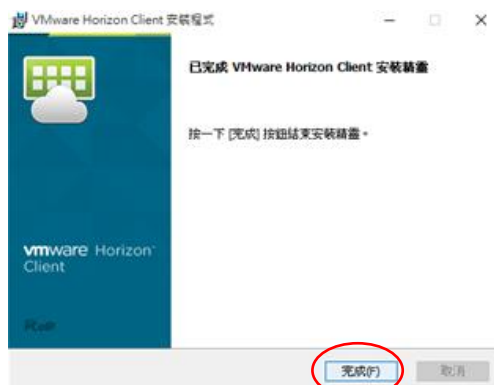 VMware Horizon Client 安裝程式
已完成 VMware Horizon Client 安裝精靈
按一下 [完成] 按鈕結束安裝精靈。
vmware Horizon™
Client
完成(F)
取消